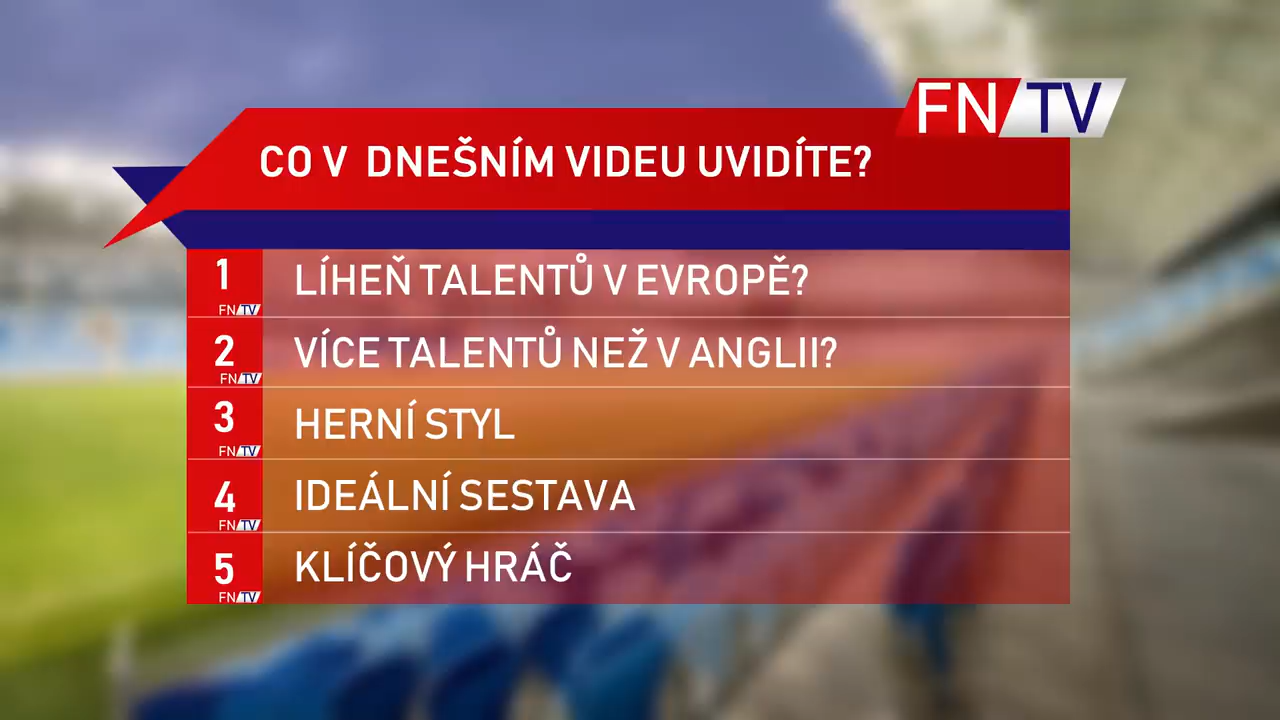 FN TV
CO V DNEŠNÍM VIDEU UVIDÍTE?
1 LÍHEŇ TALENTŮ V EVROPĚ?
FN TV
2 VÍCE TALENTŮ NEŽ V ANGLII?
FN TV
3 HERNÍ STYL
FN TV
4 IDEÁLNÍ SESTAVA
FN TV
5 KLÍČOVÝ HRÁČ
FN TV